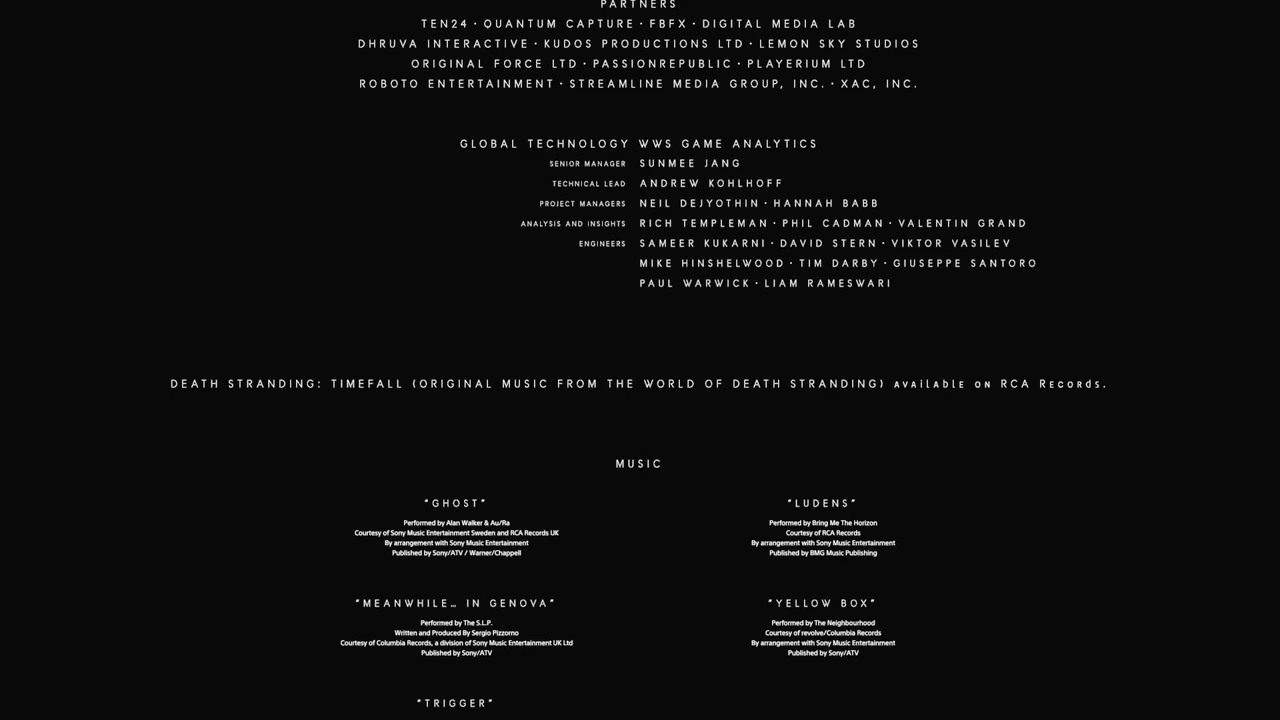 PARTNERS
TEN24 · QUANTUM CAPTURE · FBFX · DIGITAL MEDIA LAB
DHRUVA INTERACTIVE · KUDOS PRODUCTIONS LTD · LEMON SKY STUDIOS
ORIGINAL FORCE LTD · PASSIONREPUBLIC · PLAYERIUM LTD
ROBOTO ENTERTAINMENT · STREAMLINE MEDIA GROUP, INC. · XAC, INC.
GLOBAL TECHNOLOGY WWS GAME ANALYTICS
SENIOR MANAGER SUNMEE JANG
TECHNICAL LEAD ANDREW KOHLHOFF
PROJECT MANAGERS NEIL DEJYOTHIN · HANNAH BABB
ANALYSIS AND INSIGHTS RICH TEMPLEMAN · PHIL CADMAN · VALENTIN GRAND
ENGINEERS SAMEER KUKARNI · DAVID STERN · VIKTOR VASILEV
MIKE HINSHELWOOD · TIM DARBY · GIUSEPPE SANTORO
PAUL WARWICK · LIAM RAMESWARI
DEATH STRANDING: TIMEFALL (ORIGINAL MUSIC FROM THE WORLD OF DEATH STRANDING) available on RCA Records.
MUSIC
"GHOST"
Performed by Alan Walker & Au/Ra
Courtesy of Sony Music Entertainment Sweden and RCA Records UK
By arrangement with Sony Music Entertainment
Published by Sony/ATV / Warner/Chappell
"LUDENS"
Performed by Bring Me The Horizon
Courtesy of RCA Records
By arrangement with Sony Music Entertainment
Published by BMG Music Publishing
"MEANWHILE... IN GENOVA"
Performed by The S.L.P.
Written and Produced By Sergio Pizzorno
Courtesy of Columbia Records, a division of Sony Music Entertainment UK Ltd
Published by Sony/ATV
"YELLOW BOX"
Performed by The Neighbourhood
Courtesy of revolve/Columbia Records
By arrangement with Sony Music Entertainment
Published by Sony/ATV
"TRIGGER"